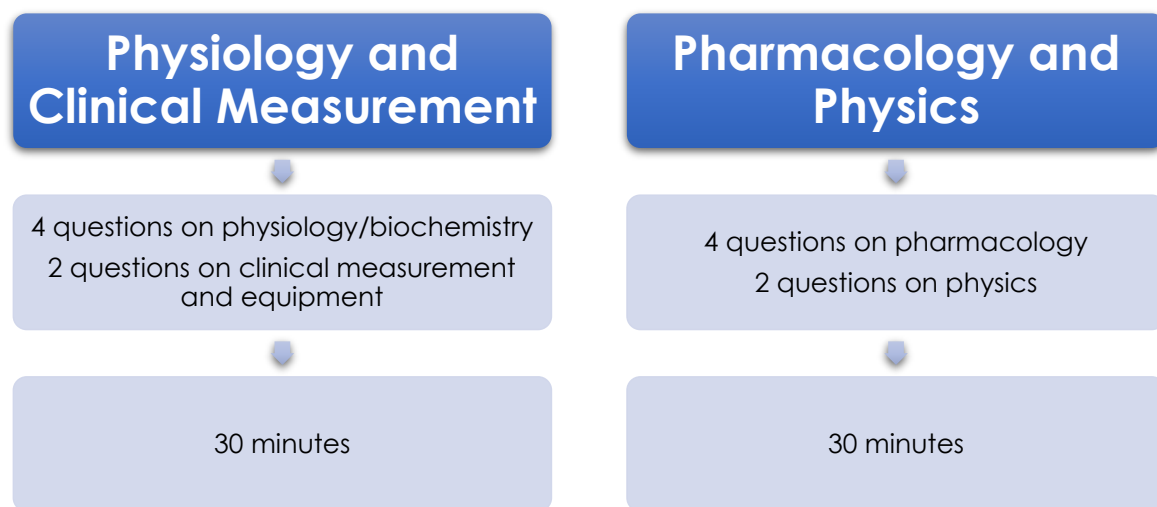 Physiology and
Clinical Measurement
4 questions on physiology/biochemistry
2 questions on clinical measurement
and equipment
30 minutes
Pharmacology and
Physics
4 questions on pharmacology
2 questions on physics
30 minutes